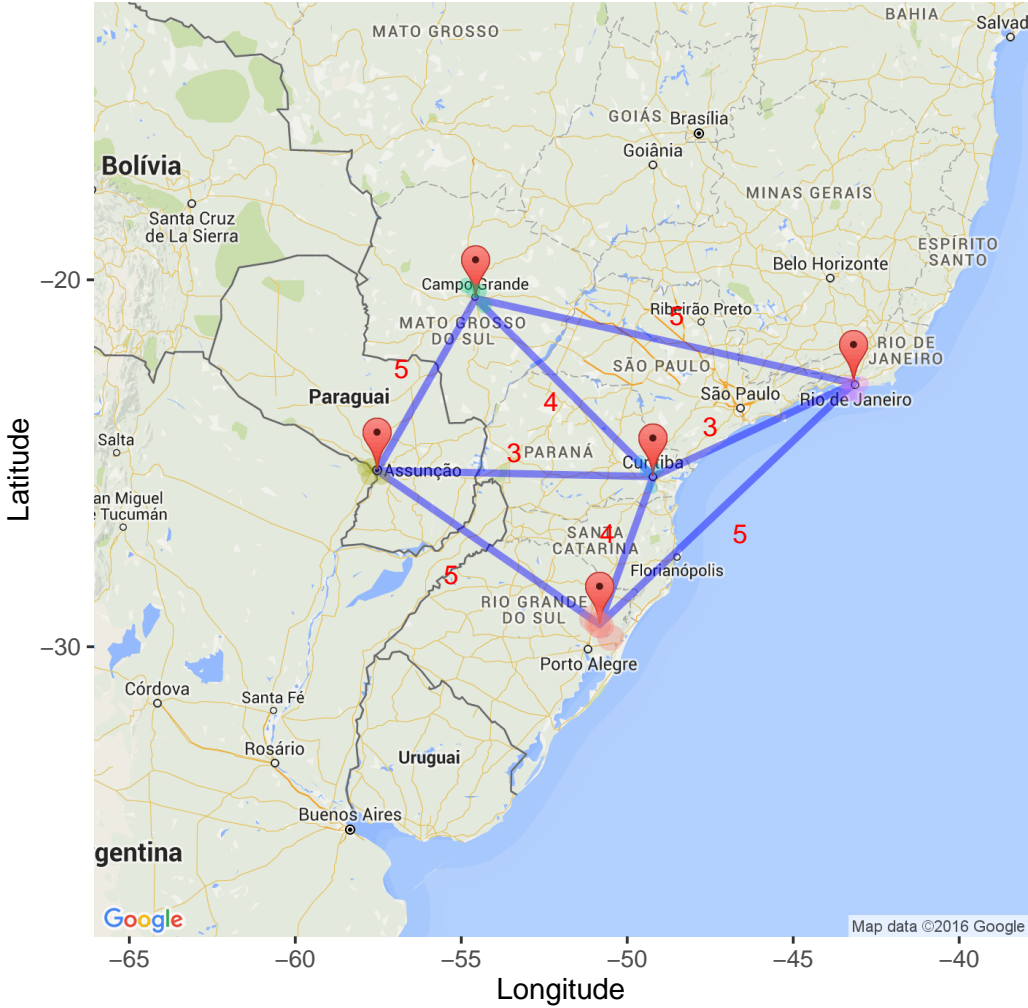 BAHIA
MATO GROSSO
Salvad
GOIÁS
Brasília
Goiânia
Bolívia
MINAS GERAIS
Santa Cruz
de La Sierra
ESPÍRITO
SANTO
Belo Horizonte
−20
Campo Grande
Ribeirão Preto
5
MATO GROSSO
DO SUL
RIO DE
JANEIRO
SÃO PAULO
5
São Paulo
Paraguai
4
Rio de Janeiro
3
Salta
3
PARANÁ
Curitiba
Assunção
an Miguel
e Tucumán
SANTA
CATARINA
4
5
Florianópolis
5
RIO GRANDE
DO SUL
−30
Porto Alegre
Córdova
Santa Fé
Rosário
Uruguai
Buenos Aires
gentina
Google
Map data ©2016 Google
−65
−60
−55
−50
−45
−40
Longitude
Latitude